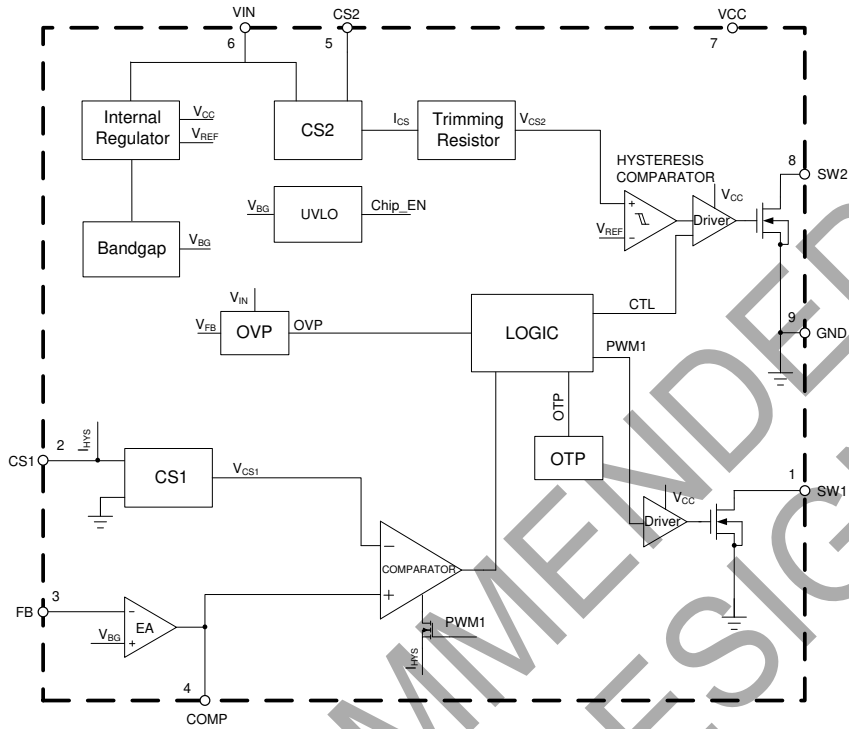 VIN
CS2
VCC
6
5
7
Internal
Regulator
VCC
VREF
CS2
ICS
Trimming
Resistor
VCS2
HYSTERESIS
COMPARATOR
8
SW2
VCC
+
VREF
−
Driver
VBG
UVLO
Chip_EN
Bandgap
VBG
VIN
VFB
OVP
OVP
LOGIC
CTL
PWM1
9
GND
OTP
OTP
2
IHYS
CS1
CS1
VCS1
1
SW1
VCC
Driver
−
COMPARATOR
+
3
FB
−
EA
VBG
+
PWM1
IHYS
4
COMP
MMENDED
ESIG